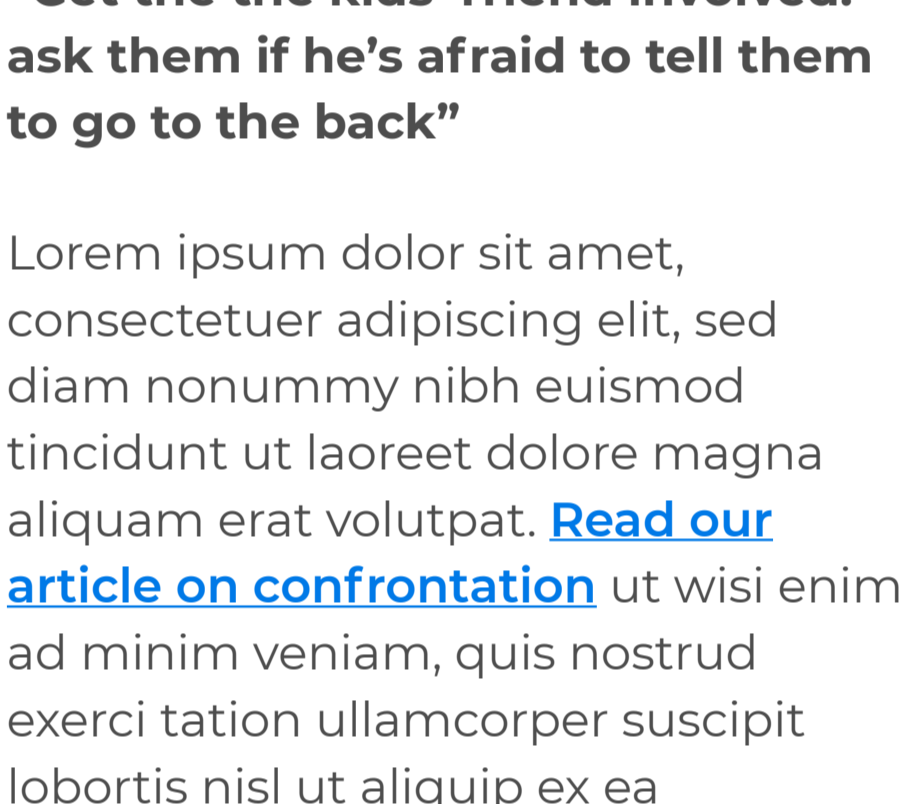 ask them if he’s afraid to tell them
to go to the back”
Lorem ipsum dolor sit amet,
consectetuer adipiscing elit, sed
diam nonummy nibh euismod
tincidunt ut laoreet dolore magna
aliquam erat volutpat. Read our
article on confrontation ut wisi enim
ad minim veniam, quis nostrud
exerci tation ullamcorper suscipit
lobortis nisl ut aliquip ex ea